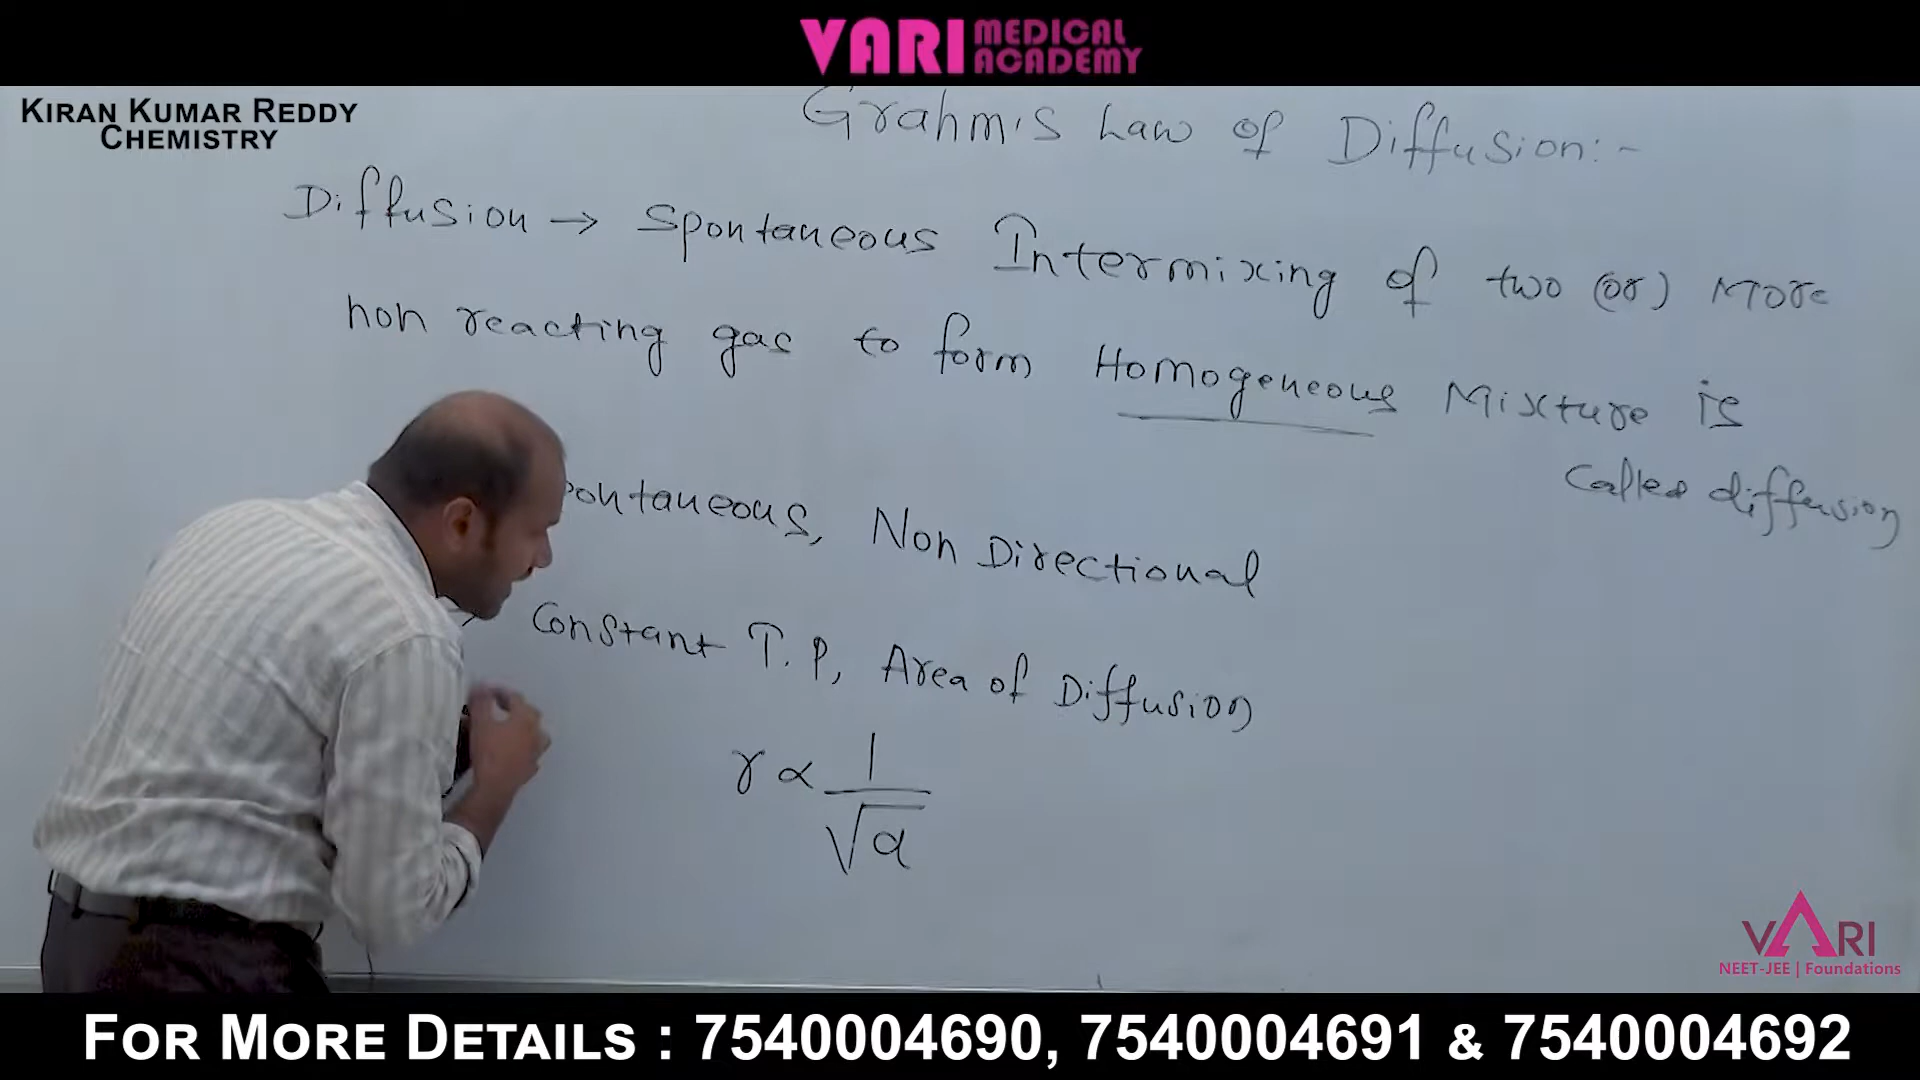 VARI MEDICAL ACADEMY
KIRAN KUMAR REDDY
CHEMISTRY
Grahm's Law of Diffusion:-
Diffusion → Spontaneous Intermixing of two (or) More
non reacting gas to form Homogeneous Mixture is
Called diffusion
pontaneous, Non Directional
Constant T.P, Area of Diffusion
r ∝ 1/√d
VARI
NEET-JEE | Foundations
FOR MORE DETAILS : 7540004690, 7540004691 & 7540004692